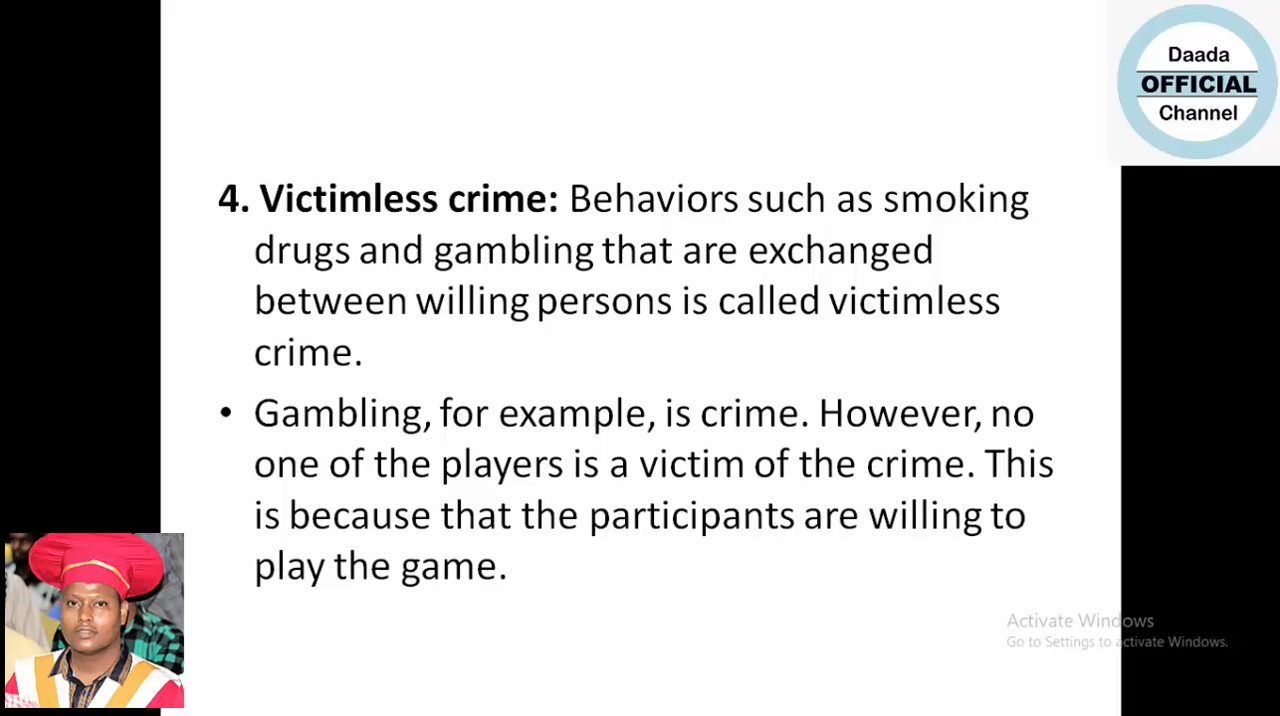 Daada
OFFICIAL
Channel
4. Victimless crime: Behaviors such as smoking
drugs and gambling that are exchanged
between willing persons is called victimless
crime.
• Gambling, for example, is crime. However, no
one of the players is a victim of the crime. This
is because that the participants are willing to
play the game.
Activate Windows
Go to Settings to activate Windows.